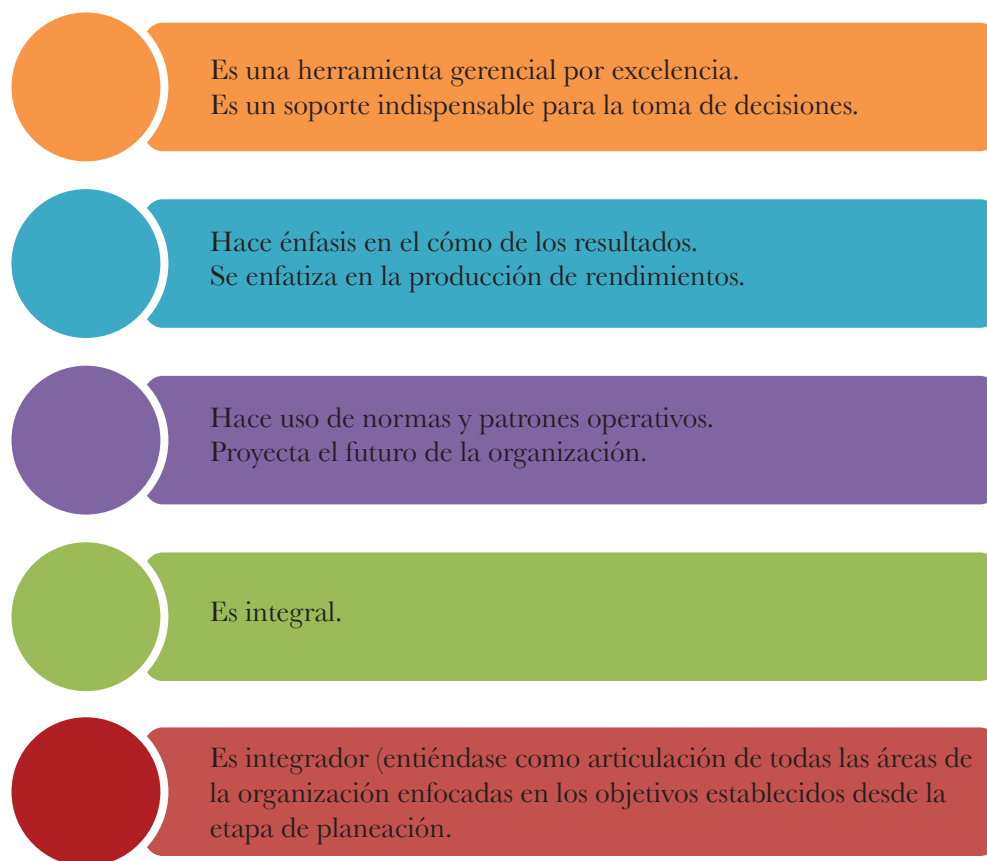 Es una herramienta gerencial por excelencia.
Es un soporte indispensable para la toma de decisiones.
Hace énfasis en el cómo de los resultados.
Se enfatiza en la producción de rendimientos.
Hace uso de normas y patrones operativos.
Proyecta el futuro de la organización.
Es integral.
Es integrador (entiéndase como articulación de todas las áreas de
la organización enfocadas en los objetivos establecidos desde la
etapa de planeación.